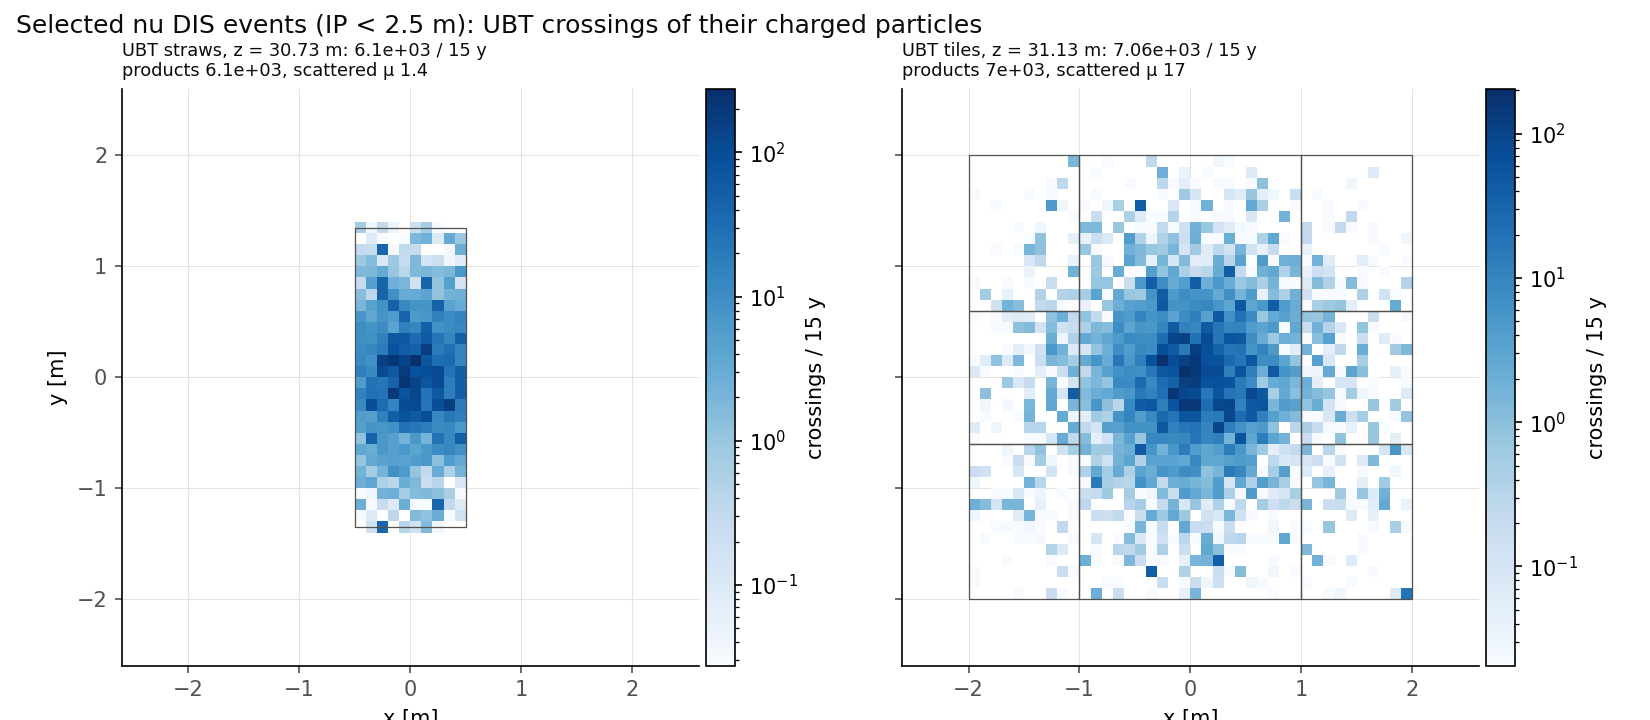 Selected nu DIS events (IP < 2.5 m): UBT crossings of their charged particles
UBT straws, z = 30.73 m: 6.1e+03 / 15 y
products 6.1e+03, scattered μ 1.4
y [m]
2
1
0
−1
−2
−2
−1
0
1
2
x [m]
10²
10¹
10⁰
10⁻¹
crossings / 15 y
UBT tiles, z = 31.13 m: 7.06e+03 / 15 y
products 7e+03, scattered μ 17
−2
−1
0
1
2
x [m]
10²
10¹
10⁰
10⁻¹
crossings / 15 y